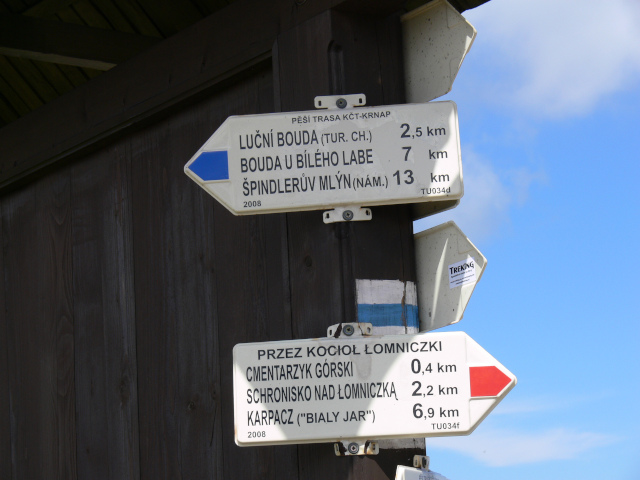 PĚŠÍ TRASA KČT-KRNAP
LUČNÍ BOUDA (TUR. CH.) 2,5 km
BOUDA U BÍLÉHO LABE 7 km
ŠPINDLERŮV MLÝN (NÁM.) 13 km
2008 TU034d
TREKING
PRZEZ KOCIOŁ ŁOMNICZKI
CMENTARZYK GÓRSKI 0,4 km
SCHRONISKO NAD ŁOMNICZKĄ 2,2 km
KARPACZ ("BIALY JAR") 6,9 km
2008 TU034f